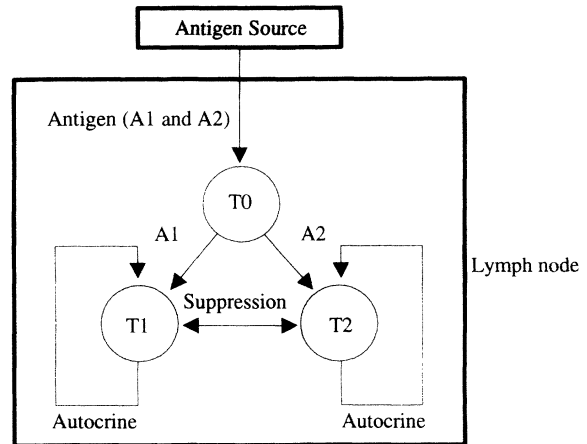 Antigen Source
Antigen (A1 and A2)
T0
A1
A2
Lymph node
Suppression
T1
T2
Autocrine
Autocrine